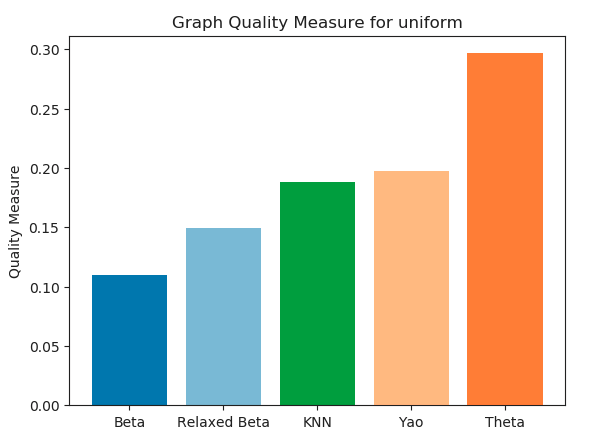 Graph Quality Measure for uniform
Quality Measure
0.30
0.25
0.20
0.15
0.10
0.05
0.00
Beta
Relaxed Beta
KNN
Yao
Theta